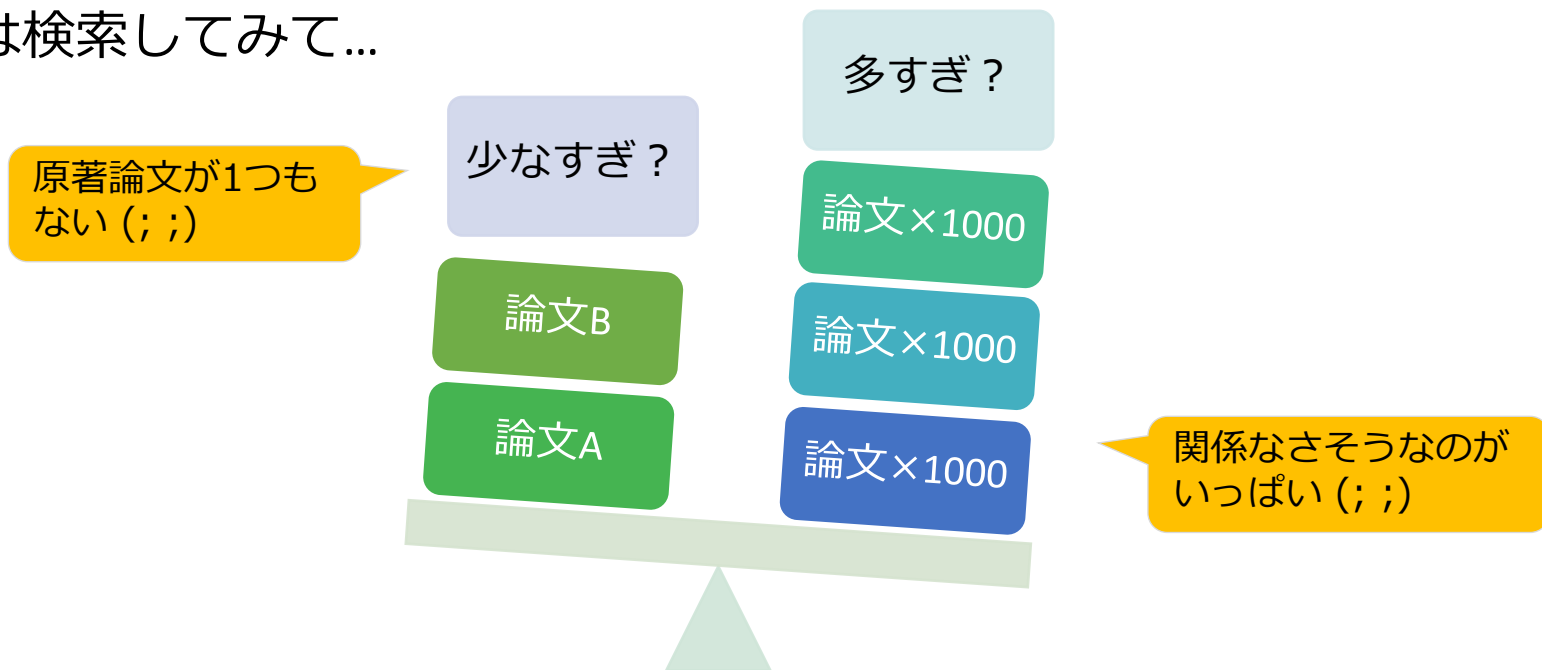 は検索してみて…
多すぎ？
少なすぎ？
原著論文が1つも
ない (; ;)
論文×1000
論文B
論文×1000
論文A
論文×1000
関係なさそうなのが
いっぱい (; ;)